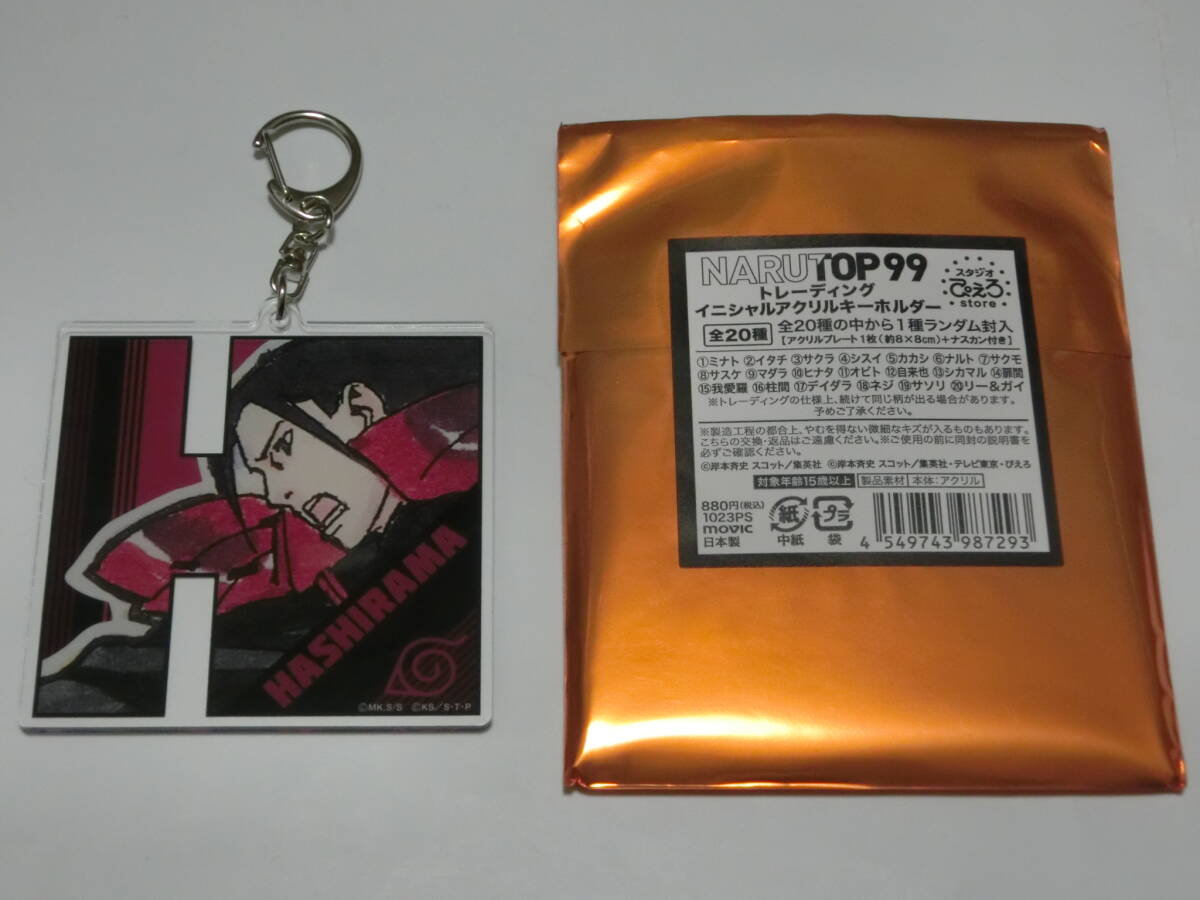 H
HASHIRAMA
©MK.S/S ©KS/S・T・P
NARUTOP99
トレーディング
イニシャルアクリルキーホルダー
スタジオ
ぴえろ
store
全20種
全20種の中から1種ランダム封入
【アクリルプレート1枚(約8×8cm)+ナスカン付き】
①ミナト ②イタチ ③サクラ ④シスイ ⑤カカシ ⑥ナルト ⑦サクモ
⑧サスケ ⑨マダラ ⑩ヒナタ ⑪オビト ⑫自来也 ⑬シカマル ⑭扉間
⑮我愛羅 ⑯柱間 ⑰デイダラ ⑱ネジ ⑲サソリ ⑳リー&ガイ
※トレーディングの仕様上、続けて同じ柄が出る場合があります。
予めご了承ください。
※製造工程の都合上、やむを得ない微細なキズが入るものもあります。
こちらの交換・返品はご遠慮ください。※ご使用の前に同封の説明書を
必ずご確認ください。
©岸本斉史 スコット/集英社 ©岸本斉史 スコット/集英社・テレビ東京・ぴえろ
対象年齢15歳以上 製品素材 本体:アクリル
880円(税込)
1023PS
movic
日本製
紙
中紙
プラ
袋
4 549743 987293